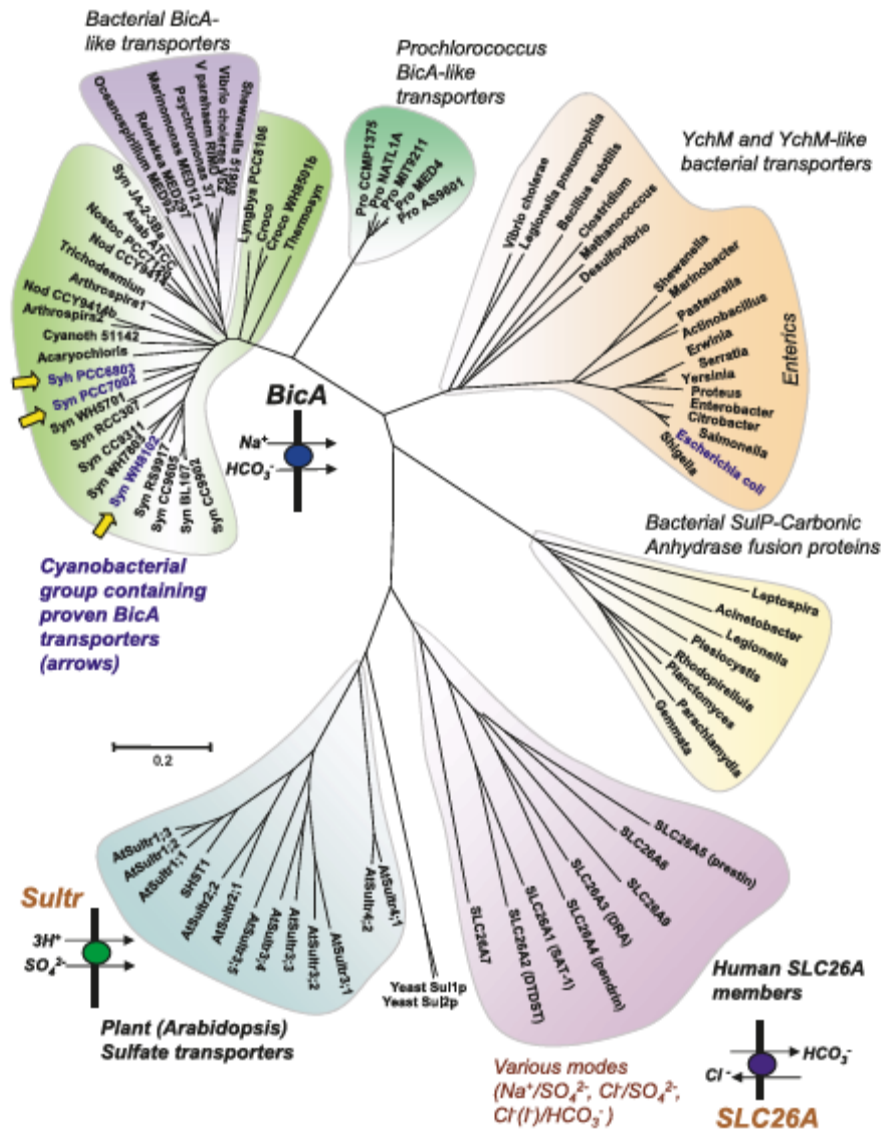 Bacterial BicA-
like transporters
Oceanospirillum MED92
Reinekea MED297
Marinomonas MED121
Psychromonas 37
V parahaem RIMD
Vibrio cholerae
Shewanella
Prochlorococcus
BicA-like
transporters
Pro CCMP1375
Pro NATL1A
Pro MIT9211
Pro MED4
Pro AS9601
YchM and YchM-like
bacterial transporters
Vibrio cholerae
Legionella pneumophila
Bacillus subtilis
Clostridium
Methanococcus
Desulfovibrio
Shewanella
Marinobacter
Pasteurella
Actinobacillus
Erwinia
Serratia
Yersinia
Proteus
Enterobacter
Citrobacter
Salmonella
Escherichia coli
Shigella
Enterics
Lyngbya PCC8106
Croco
Croco WH8501b
Thermosyn
Syn JA-2-3Ba
Anab ATCC
Nostoc
Nod CCY9414
Trichodesmiun
Arthrospira1
Nod CCY9414b
Arthrospira2
Cyanoth 51142
Acaryochloris
Syn PCC6803
Syn PCC7002
Syn WH5701
Syn RCC307
Syn CC9311
Syn WH7803
Syn WH8102
Syn RS9917
Syn CC9605
Syn BL107
Syn CC9902
BicA
Na⁺
HCO₃⁻
Cyanobacterial
group containing
proven BicA
transporters
(arrows)
Bacterial SulP-Carbonic
Anhydrase fusion proteins
Leptospira
Acinetobacter
Legionella
Plesiocystis
Rhodopirellula
Planctomyces
Parachlamydia
Gemmata
0.2
AtSultr1;3
AtSultr1;2
AtSultr1;1
SHST1
AtSultr2;2
AtSultr2;1
AtSultr3;5
AtSultr3;4
AtSultr3;3
AtSultr3;2
AtSultr3;1
AtSultr4;2
AtSultr4;1
Sultr
3H⁺
SO₄²⁻
Plant (Arabidopsis)
Sulfate transporters
Yeast Sul1p
Yeast Sul2p
SLC26A7
SLC26A2 (DTDST)
SLC26A1 (SAT-1)
SLC26A4 (pendrin)
SLC26A3 (DRA)
SLC26A9
SLC26A6
SLC26A5 (prestin)
Human SLC26A
members
HCO₃⁻
Cl⁻
SLC26A
Various modes
(Na⁺/SO₄²⁻, Cl⁻/SO₄²⁻,
Cl⁻(I⁻)/HCO₃⁻)